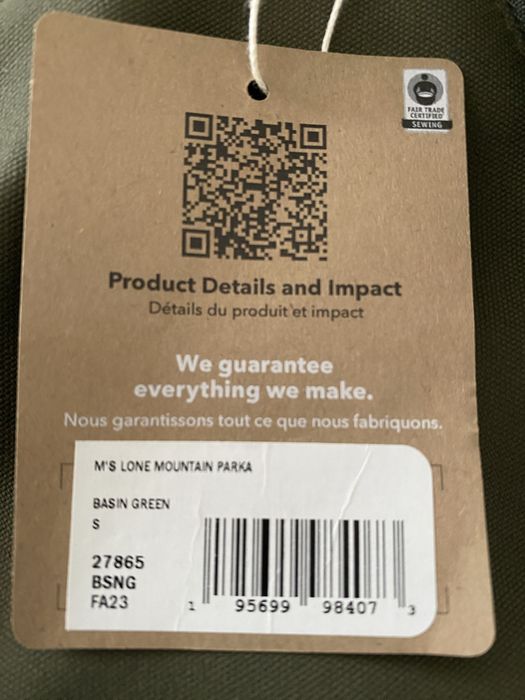 FAIR TRADE
CERTIFIED
SEWING
Product Details and Impact
Détails du produit et impact
We guarantee
everything we make.
Nous garantissons tout ce que nous fabriquons.
M'S LONE MOUNTAIN PARKA
BASIN GREEN
S
27865
BSNG
FA23
1 95699 98407 3